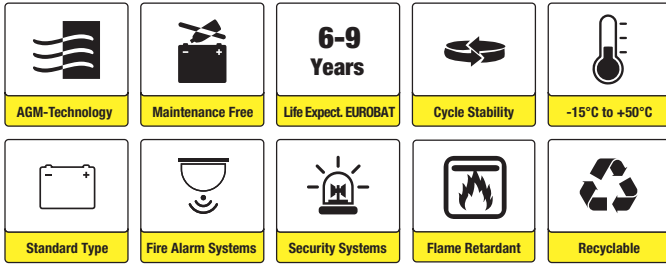 6-9
Years
AGM-Technology
Maintenance Free
Life Expect. EUROBAT
Cycle Stability
-15°C to +50°C
- +
Standard Type
Fire Alarm Systems
Security Systems
Flame Retardant
Recyclable